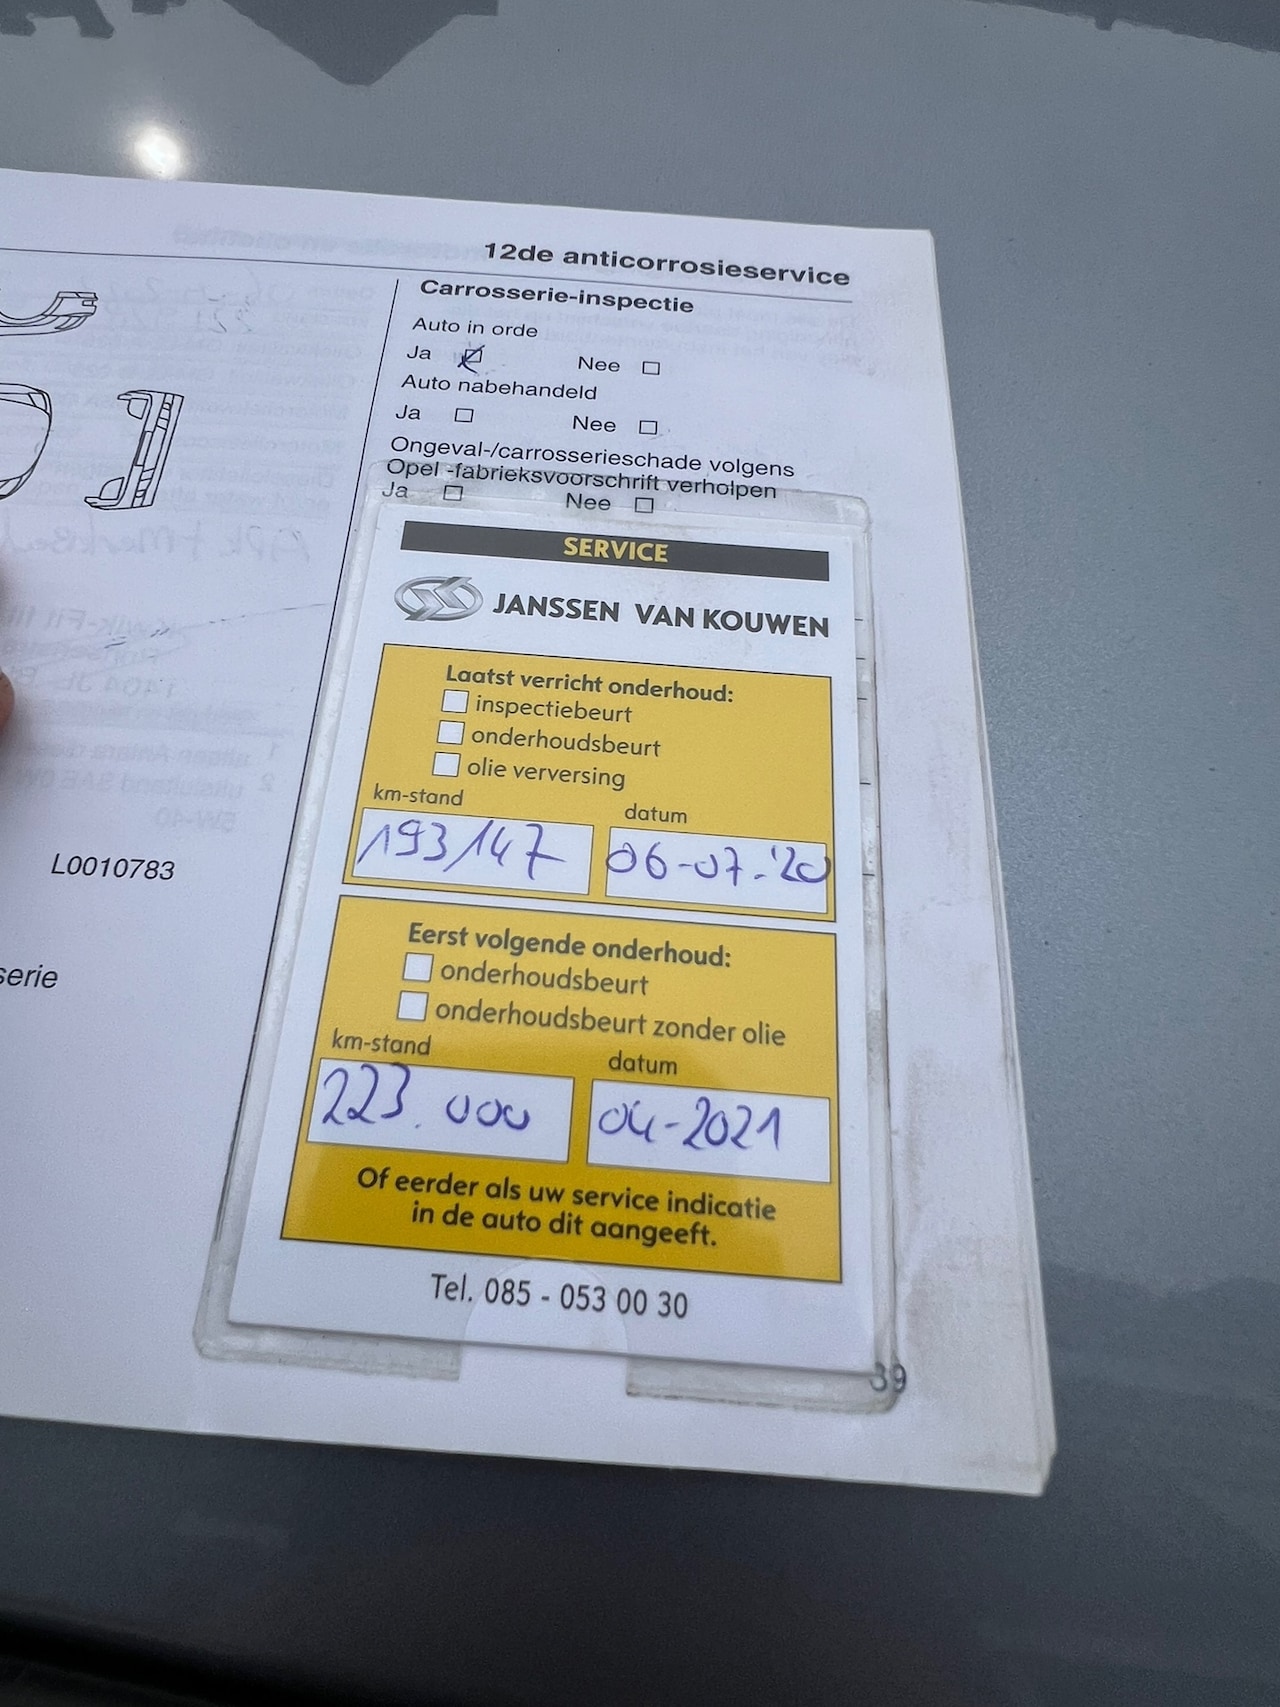 12de anticorrosieservice
Carrosserie-inspectie
Auto in orde
Ja Nee
Auto nabehandeld
Ja Nee
Ongeval-/carrosserieschade volgens
Opel -fabrieksvoorschrift verholpen
Ja Nee
SERVICE
JANSSEN VAN KOUWEN
Laatst verricht onderhoud:
inspectiebeurt
onderhoudsbeurt
olie verversing
km-stand datum
193147 06-07-'20
Eerst volgende onderhoud:
onderhoudsbeurt
onderhoudsbeurt zonder olie
km-stand datum
223.000 04-2021
Of eerder als uw service indicatie
in de auto dit aangeeft.
Tel. 085 - 053 00 30
39
L0010783
serie